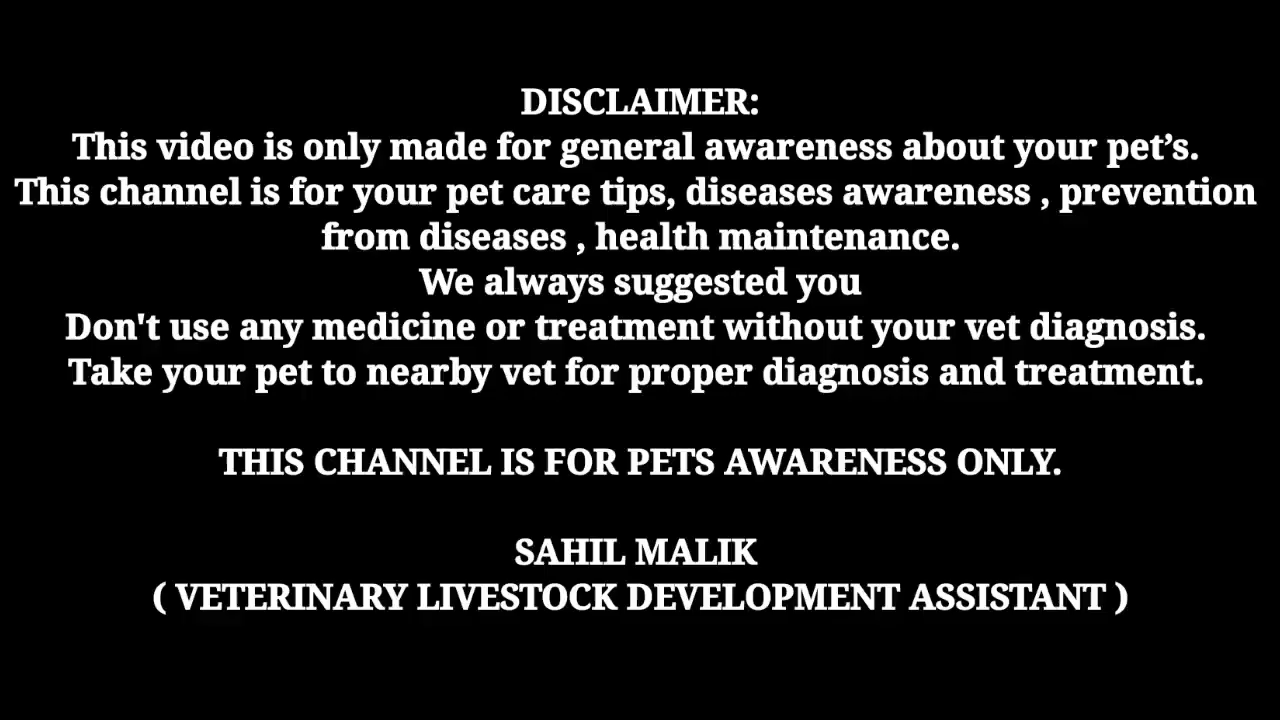 DISCLAIMER:
This video is only made for general awareness about your pet’s.
This channel is for your pet care tips, diseases awareness , prevention
from diseases , health maintenance.
We always suggested you
Don't use any medicine or treatment without your vet diagnosis.
Take your pet to nearby vet for proper diagnosis and treatment.
THIS CHANNEL IS FOR PETS AWARENESS ONLY.
SAHIL MALIK
( VETERINARY LIVESTOCK DEVELOPMENT ASSISTANT )